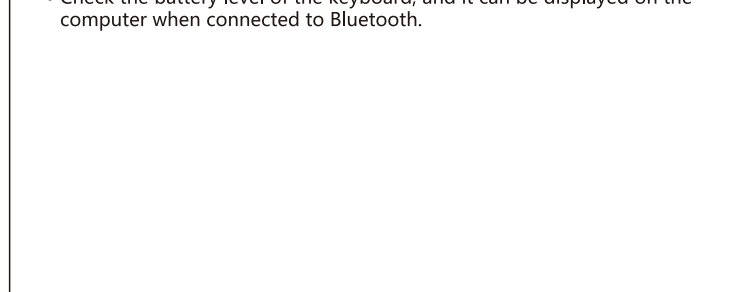 • Check the battery level of the keyboard, and it can be displayed on the
computer when connected to Bluetooth.